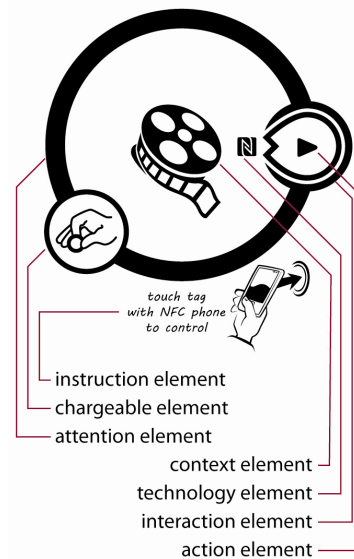 touch tag
with NFC phone
to control
instruction element
chargeable element
attention element
context element
technology element
interaction element
action element